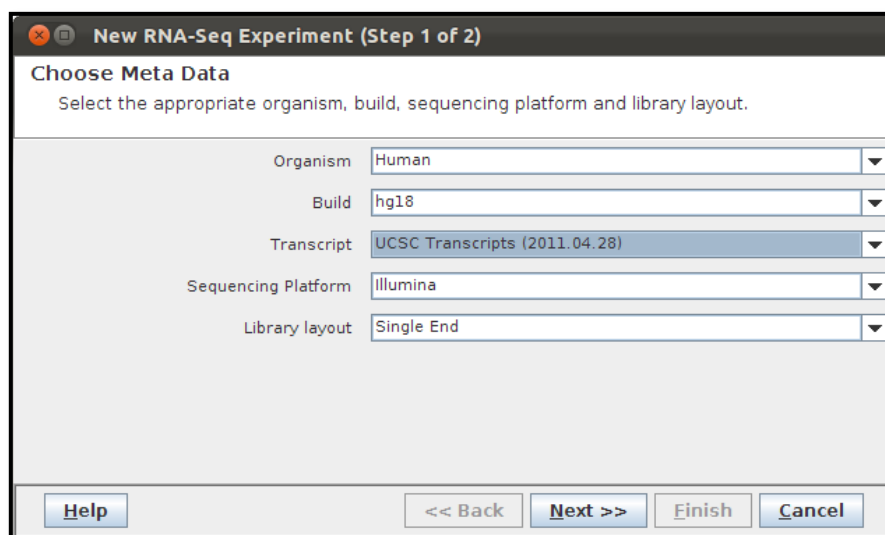 New RNA-Seq Experiment (Step 1 of 2)
Choose Meta Data
Select the appropriate organism, build, sequencing platform and library layout.
Organism Human
Build hg18
Transcript UCSC Transcripts (2011.04.28)
Sequencing Platform Illumina
Library layout Single End
Help << Back Next >> Finish Cancel